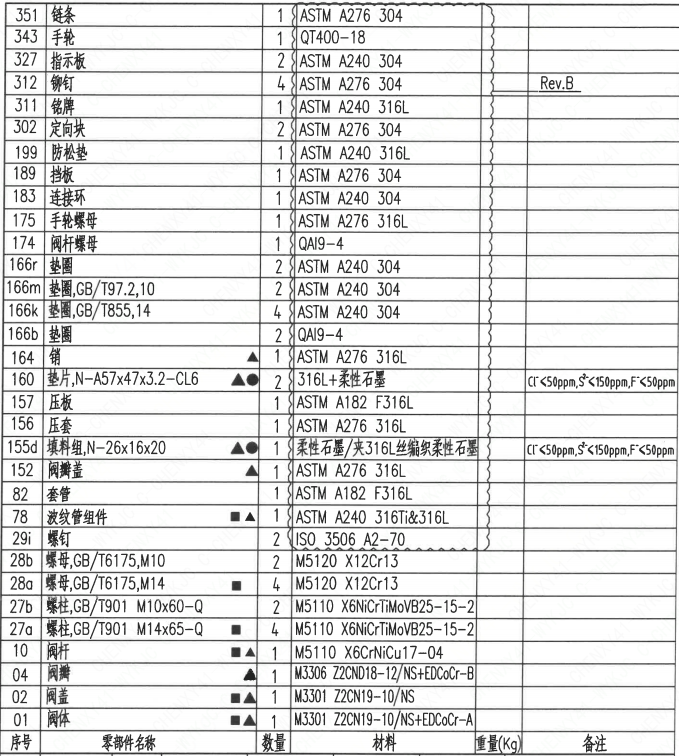 351 链条 1 ASTM A276 304
343 手轮 1 QT400-18
327 指示板 2 ASTM A240 304
312 铆钉 4 ASTM A276 304 Rev.B
311 铭牌 1 ASTM A240 316L
302 定向块 2 ASTM A276 304
199 防松垫 1 ASTM A240 316L
189 挡板 1 ASTM A276 304
183 连接环 1 ASTM A240 304
175 手轮螺母 1 ASTM A276 316L
174 阀杆螺母 1 QAl9-4
166r 垫圈 2 ASTM A240 304
166m 垫圈,GB/T97.2,10 2 ASTM A240 304
166k 垫圈,GB/T855,14 4 ASTM A240 304
166b 垫圈 2 QAl9-4
164 销 ▲ 1 ASTM A276 316L
160 垫片,N-A57x47x3.2-CL6 ▲● 2 316L+柔性石墨 Cl⁻<50ppm,S²⁻<150ppm,F⁻<50ppm
157 压板 1 ASTM A182 F316L
156 压套 1 ASTM A276 316L
155d 填料组,N-26x16x20 ▲● 1 柔性石墨/夹316L丝编织柔性石墨 Cl⁻<50ppm,S²⁻<150ppm,F⁻<50ppm
152 阀瓣盖 ▲ 1 ASTM A276 316L
82 套管 1 ASTM A182 F316L
78 波纹管组件 ■▲ 1 ASTM A240 316Ti&316L
29i 螺钉 2 ISO 3506 A2-70
28b 螺母,GB/T6175,M10 2 M5120 X12Cr13
28a 螺母,GB/T6175,M14 ■ 4 M5120 X12Cr13
27b 螺柱,GB/T901 M10x60-Q 2 M5110 X6NiCrTiMoVB25-15-2
27a 螺柱,GB/T901 M14x65-Q ■ 4 M5110 X6NiCrTiMoVB25-15-2
10 阀杆 ■▲ 1 M5110 X6CrNiCu17-04
04 阀瓣 ▲ 1 M3306 Z2CND18-12/NS+EDCoCr-B
02 阀盖 ■▲ 1 M3301 Z2CN19-10/NS
01 阀体 ■▲ 1 M3301 Z2CN19-10/NS+EDCoCr-A
序号 零部件名称 数量 材料 重量(Kg) 备注